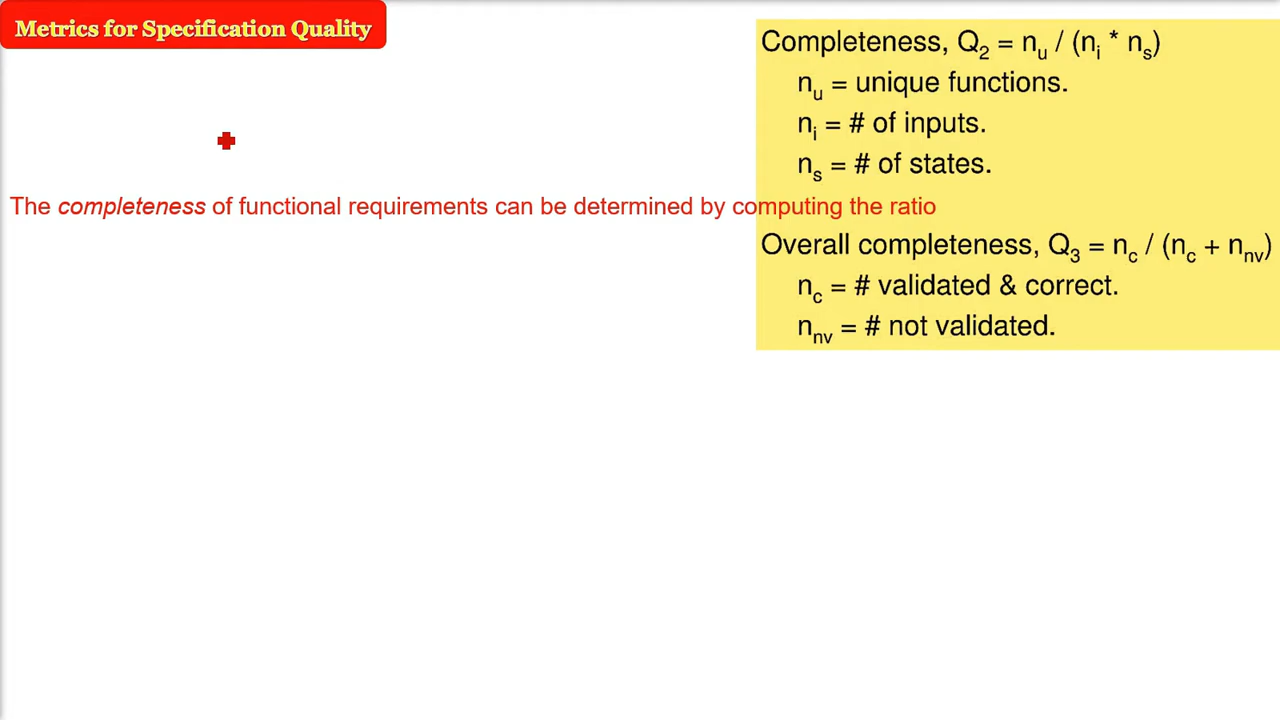 Metrics for Specification Quality
Completeness, Q2 = nu / (ni * ns)
nu = unique functions.
ni = # of inputs.
ns = # of states.
The completeness of functional requirements can be determined by computing the ratio
Overall completeness, Q3 = nc / (nc + nnv)
nc = # validated & correct.
nnv = # not validated.